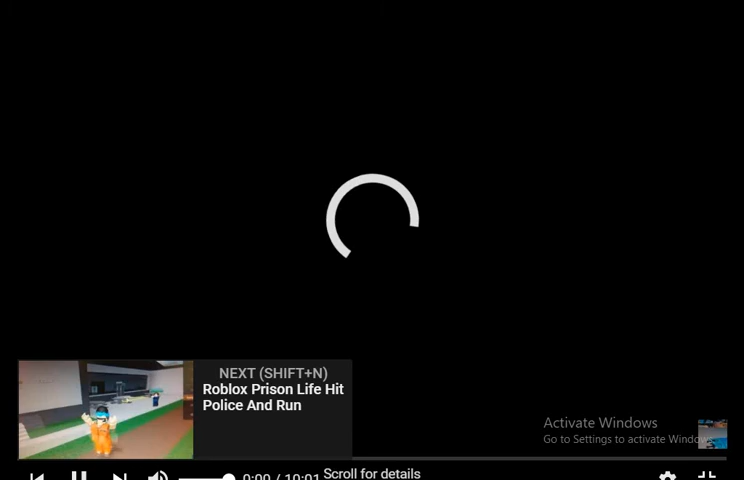 NEXT (SHIFT+N)
Roblox Prison Life Hit
Police And Run
Activate Windows
Go to Settings to activate Windows.
0:00 / 10:01
Scroll for details